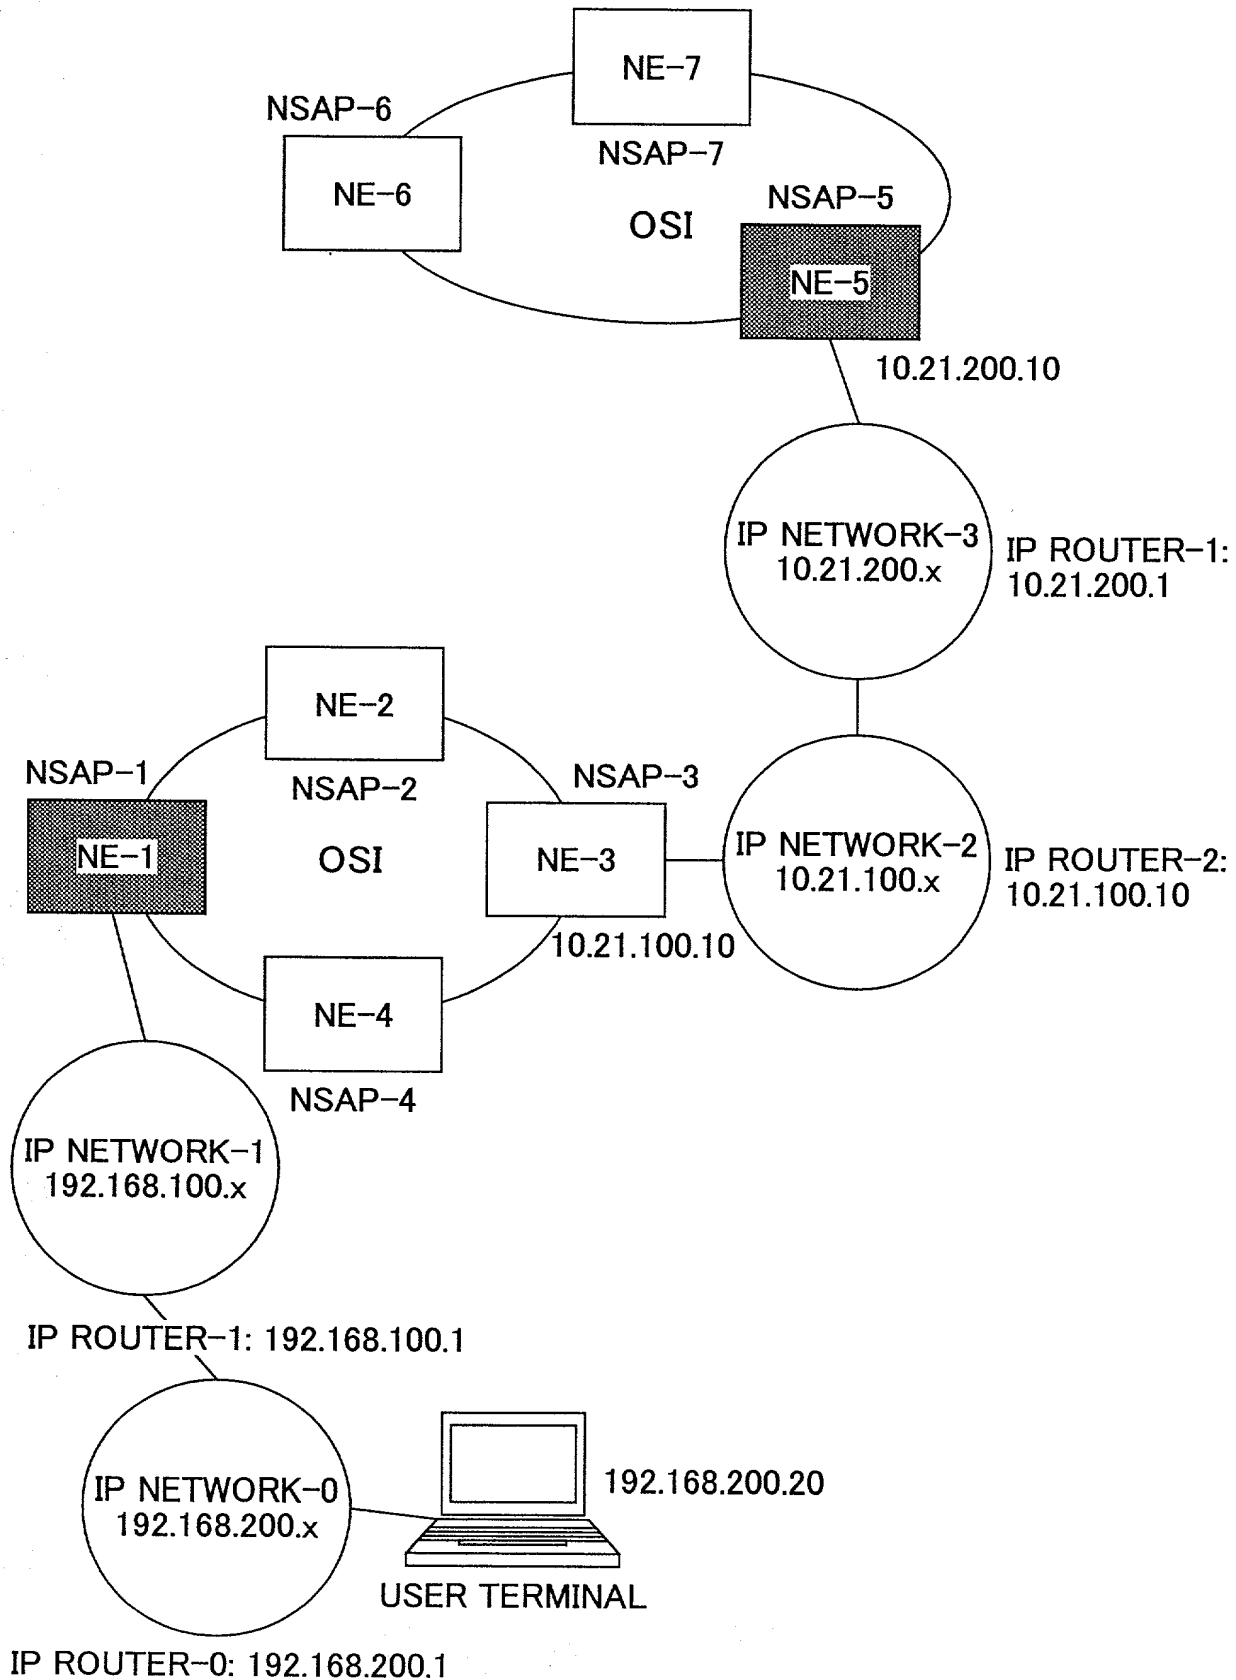 NE-7
NSAP-6
NSAP-7
NE-6
NSAP-5
OSI
NE-5
10.21.200.10
IP NETWORK-3
10.21.200.x
IP ROUTER-1:
10.21.200.1
NE-2
NSAP-1
NSAP-2
NSAP-3
NE-1
OSI
NE-3
IP NETWORK-2
10.21.100.x
IP ROUTER-2:
10.21.100.10
10.21.100.10
NE-4
NSAP-4
IP NETWORK-1
192.168.100.x
IP ROUTER-1: 192.168.100.1
IP NETWORK-0
192.168.200.x
192.168.200.20
USER TERMINAL
IP ROUTER-0: 192.168.200.1